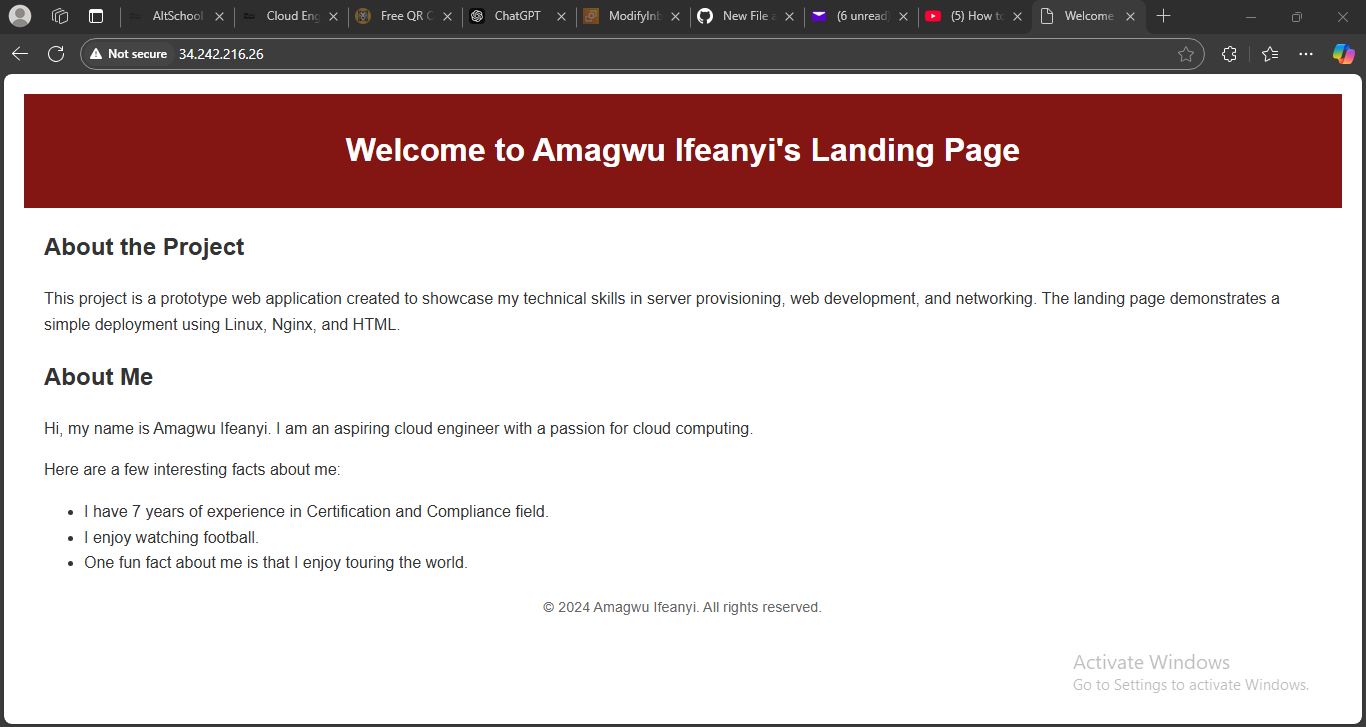 AltSchool
Cloud Eng
Free QR C
ChatGPT
ModifyInb
New File a
(6 unread)
(5) How to
Welcome
Not secure 34.242.216.26
Welcome to Amagwu Ifeanyi's Landing Page
About the Project
This project is a prototype web application created to showcase my technical skills in server provisioning, web development, and networking. The landing page demonstrates a
simple deployment using Linux, Nginx, and HTML.
About Me
Hi, my name is Amagwu Ifeanyi. I am an aspiring cloud engineer with a passion for cloud computing.
Here are a few interesting facts about me:
• I have 7 years of experience in Certification and Compliance field.
• I enjoy watching football.
• One fun fact about me is that I enjoy touring the world.
© 2024 Amagwu Ifeanyi. All rights reserved.
Activate Windows
Go to Settings to activate Windows.